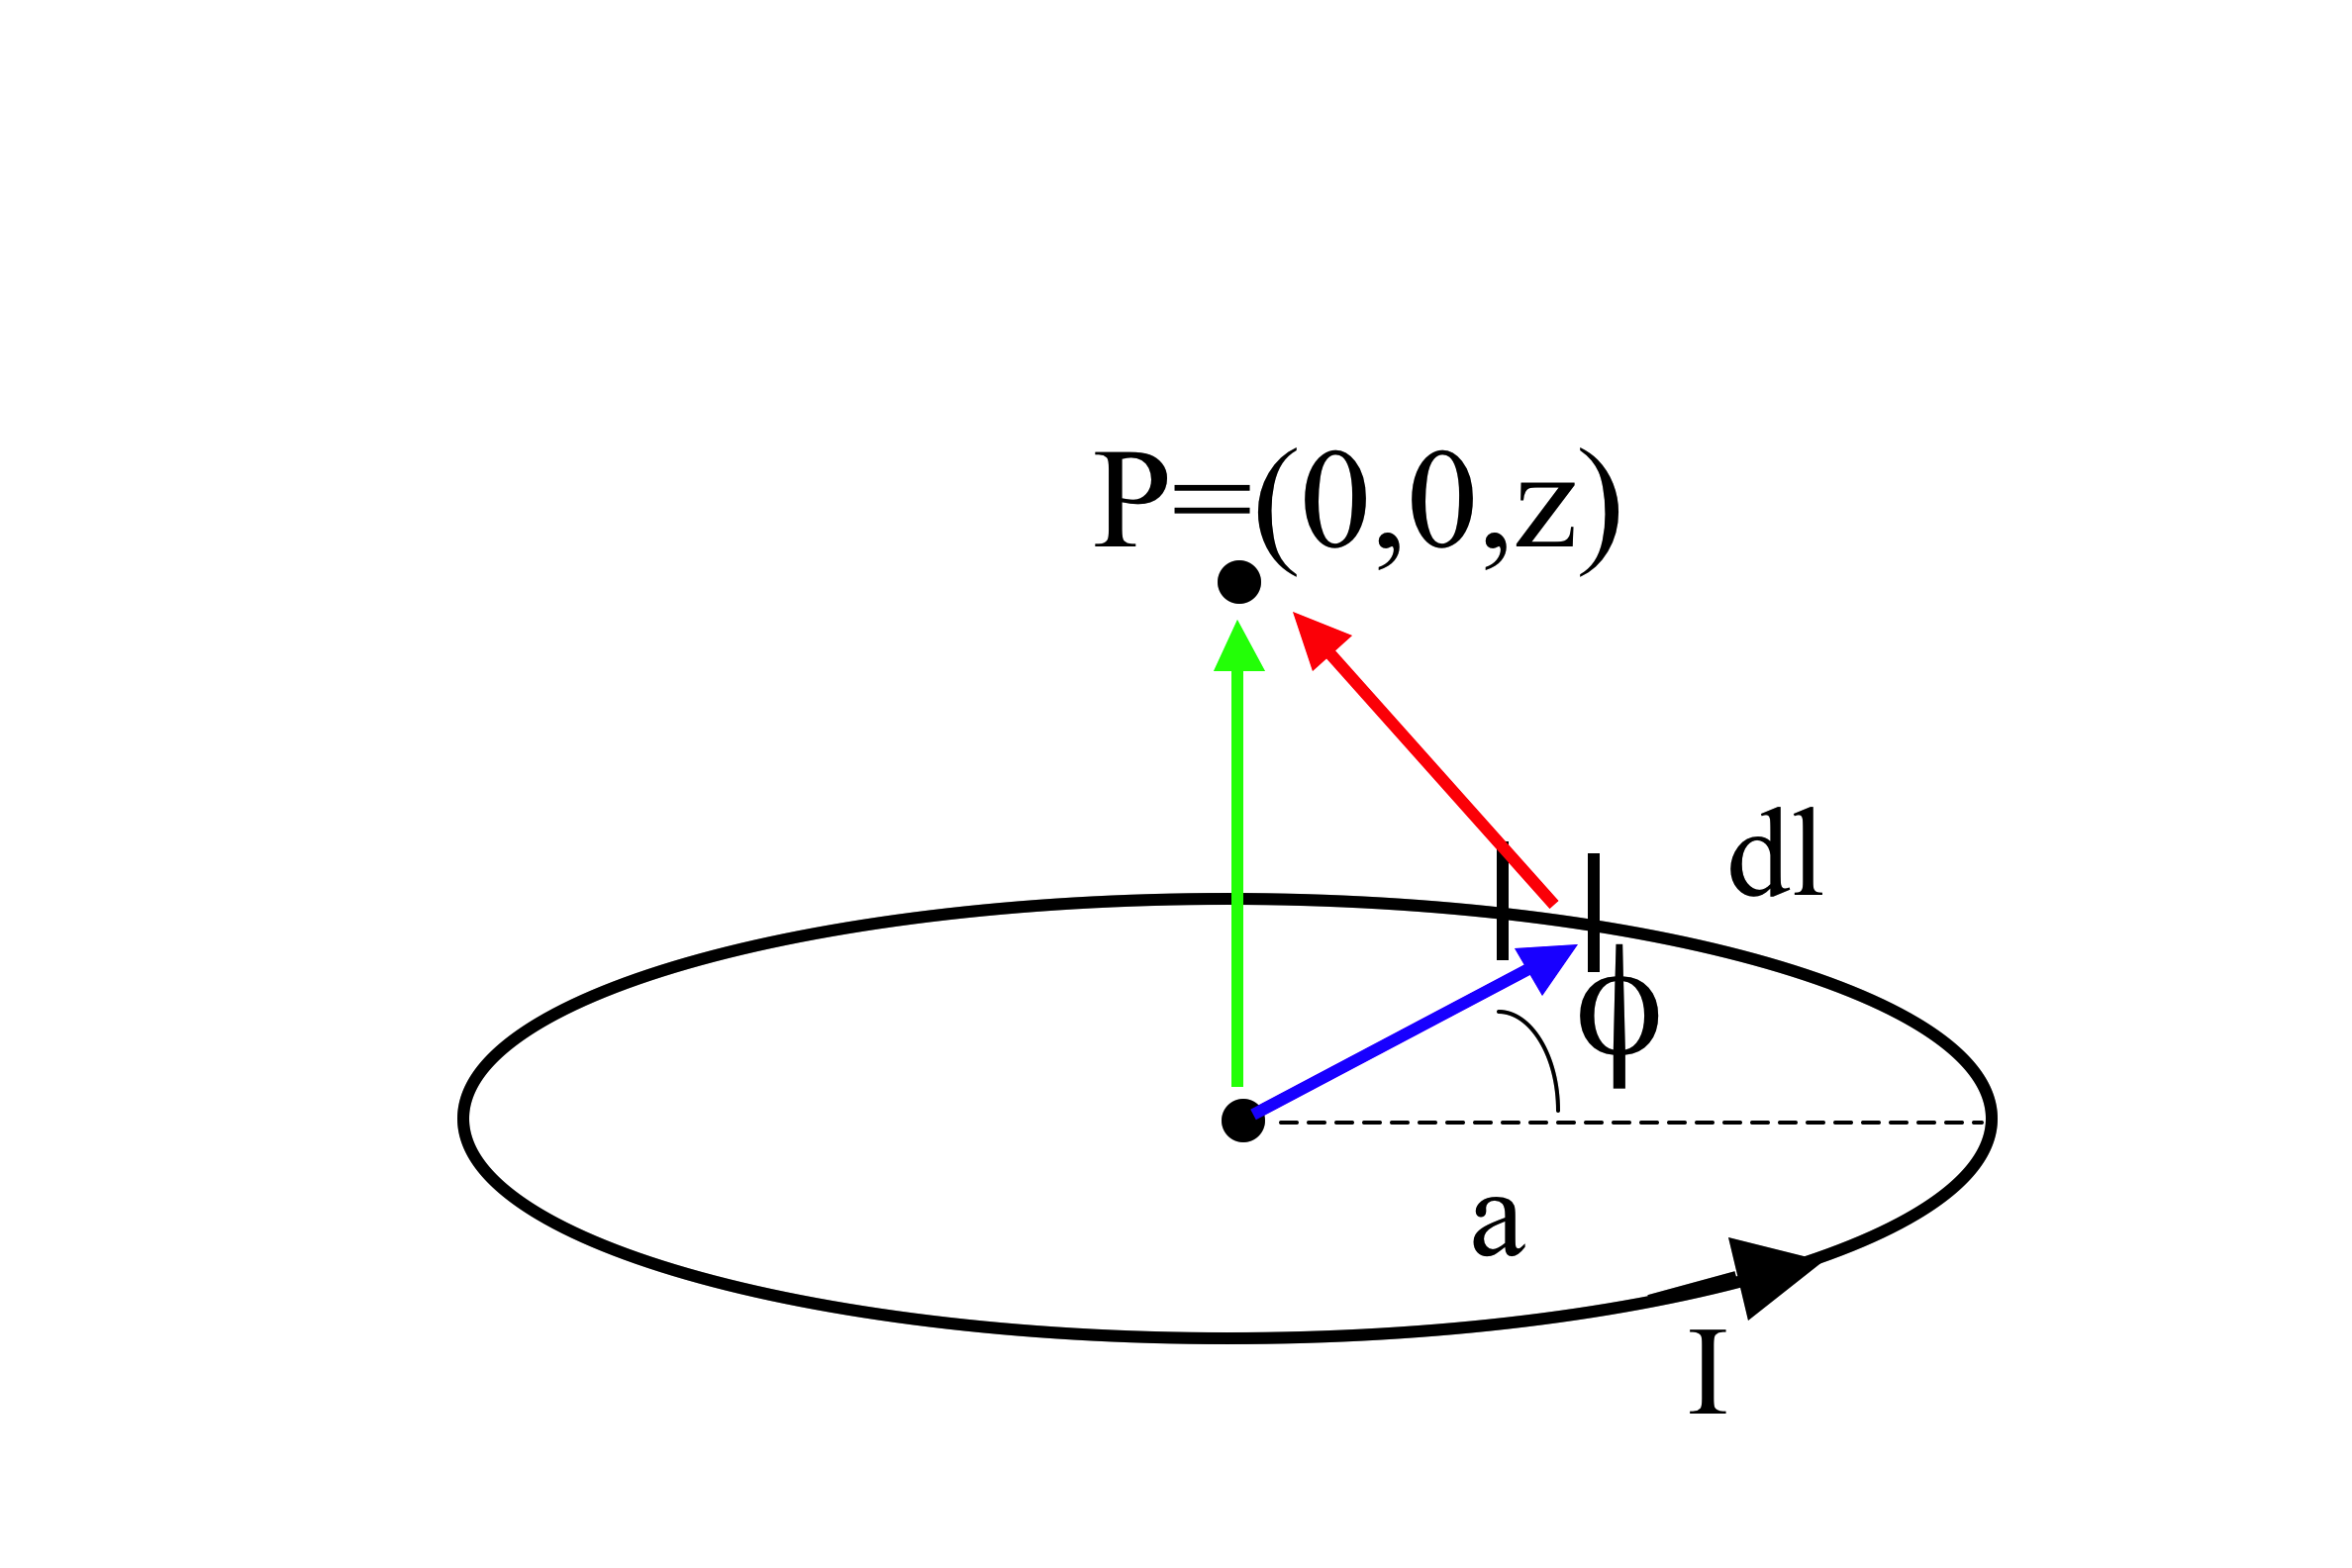 P=(0,0,z)
dl
ϕ
a
I